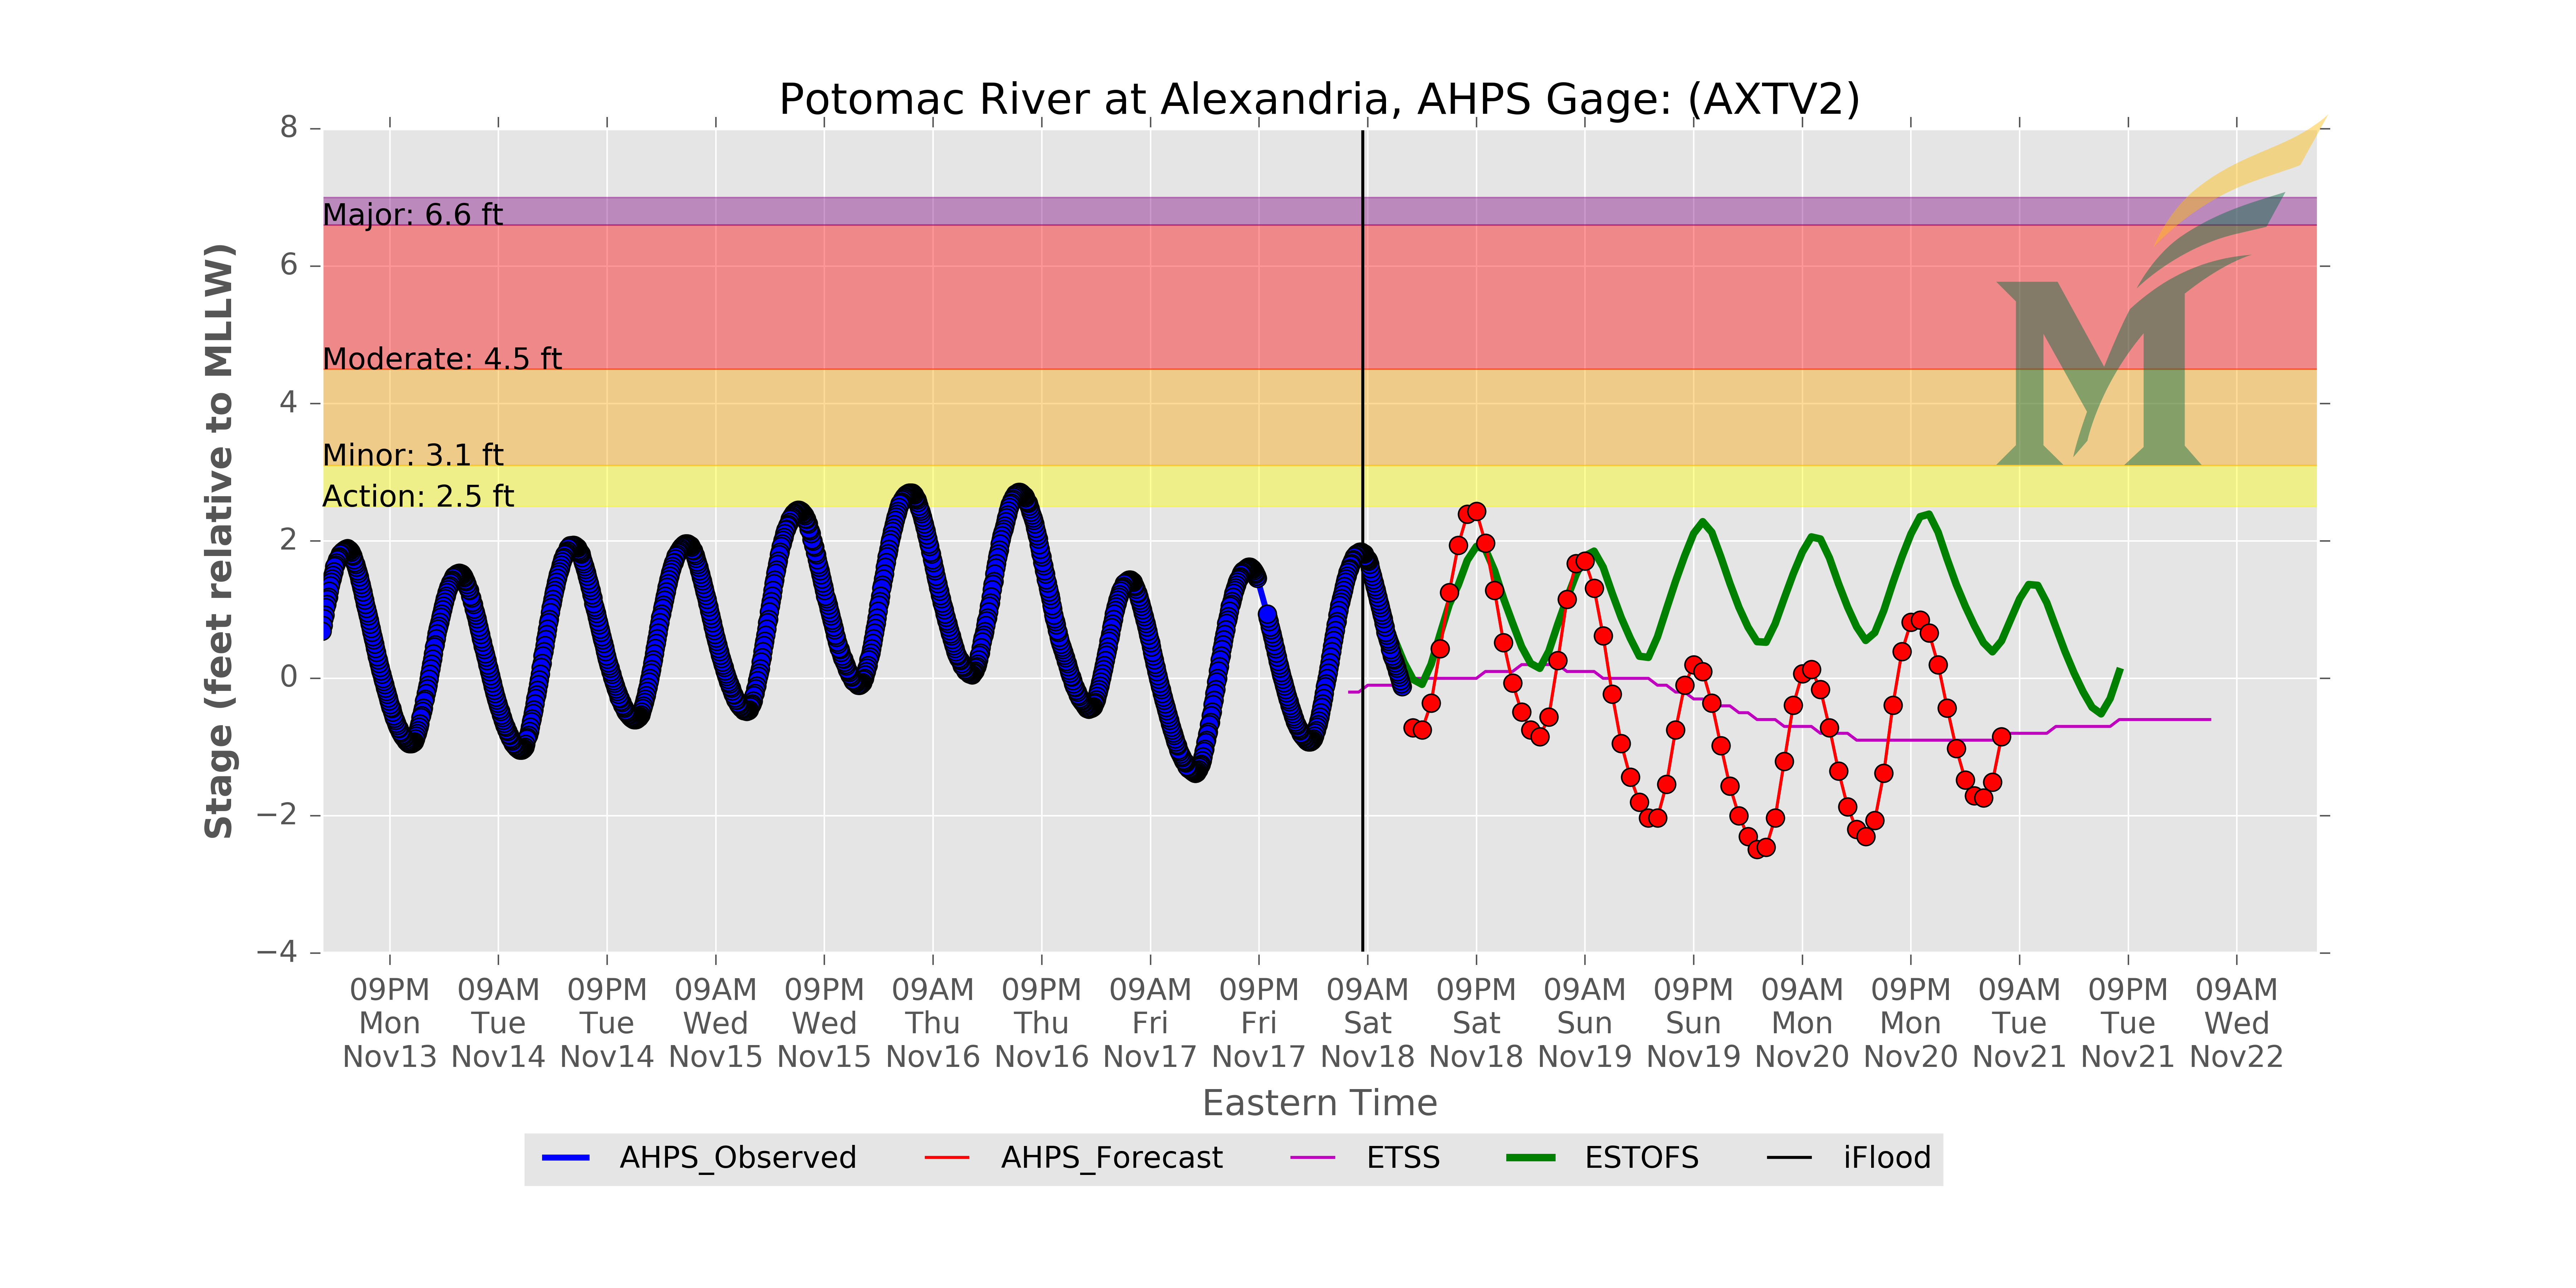 Potomac River at Alexandria, AHPS Gage: (AXTV2)
8
6
4
2
0
−2
−4
Stage (feet relative to MLLW)
Major: 6.6 ft
Moderate: 4.5 ft
Minor: 3.1 ft
Action: 2.5 ft
09PM 09AM 09PM 09AM 09PM 09AM 09PM 09AM 09PM 09AM 09PM 09AM 09PM 09AM 09PM 09AM 09PM 09AM
Mon Tue Tue Wed Wed Thu Thu Fri Fri Sat Sat Sun Sun Mon Mon Tue Tue Wed
Nov13 Nov14 Nov14 Nov15 Nov15 Nov16 Nov16 Nov17 Nov17 Nov18 Nov18 Nov19 Nov19 Nov20 Nov20 Nov21 Nov21 Nov22
Eastern Time
AHPS_Observed AHPS_Forecast ETSS ESTOFS iFlood